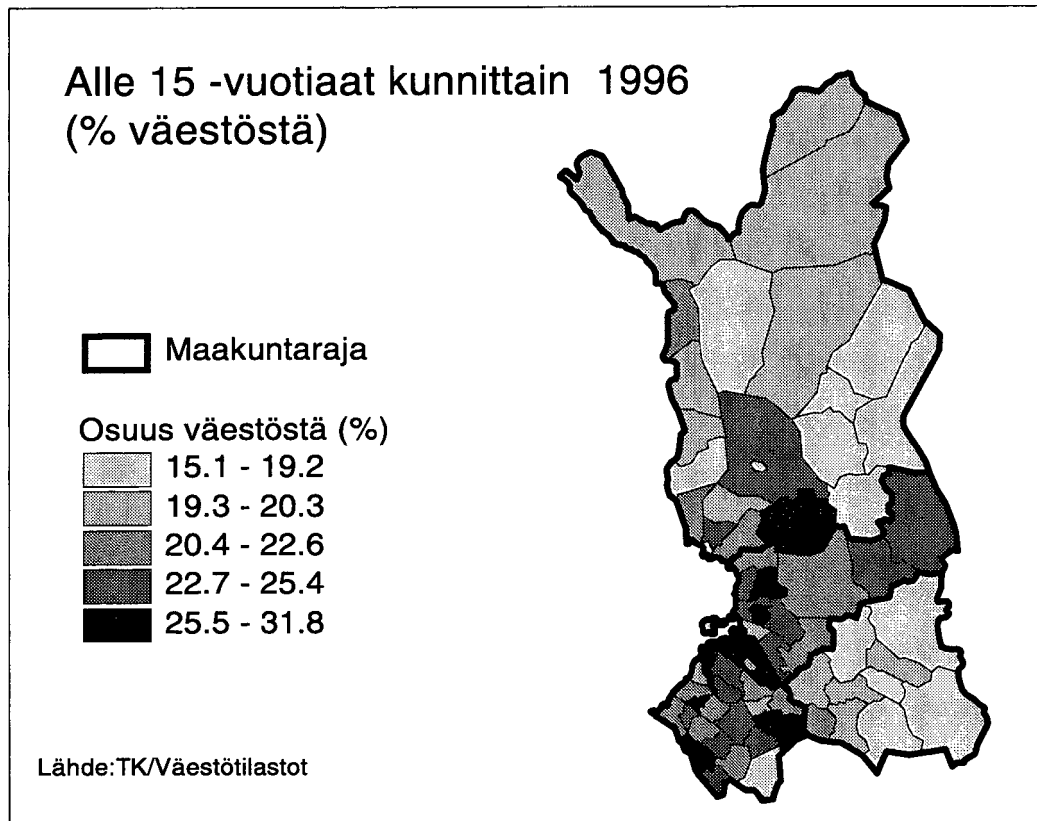 Alle 15 -vuotiaat kunnittain 1996
(% väestöstä)
Maakuntaraja
Osuus väestöstä (%)
15.1 - 19.2
19.3 - 20.3
20.4 - 22.6
22.7 - 25.4
25.5 - 31.8
Lähde:TK/Väestötilastot